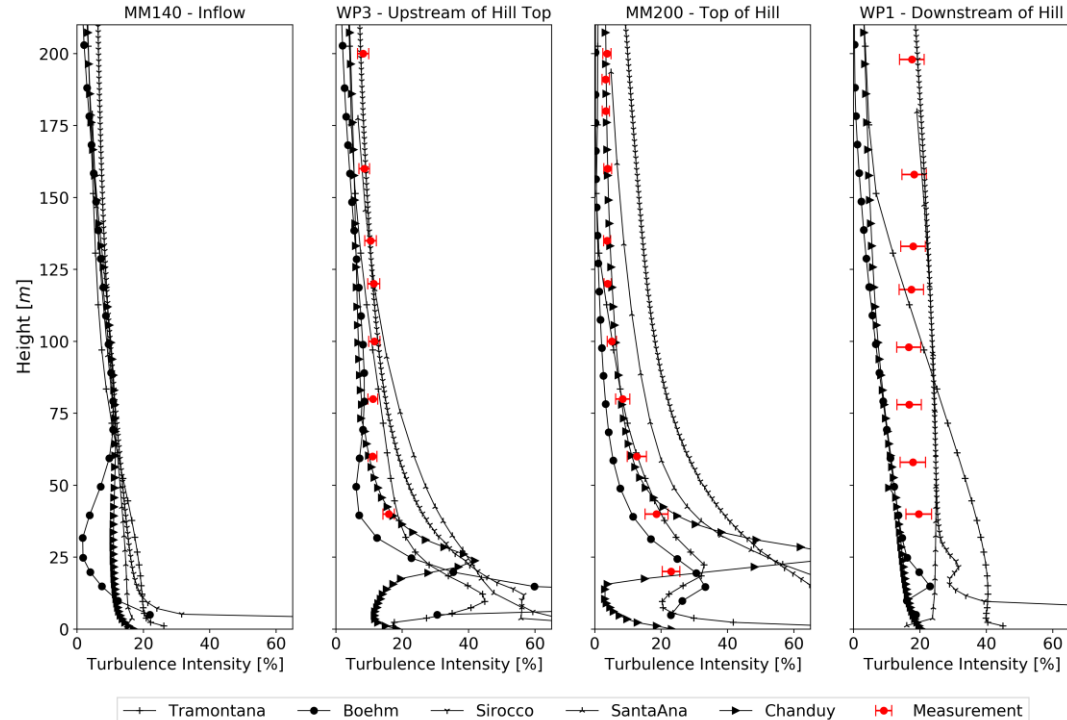 MM140 - Inflow
WP3 - Upstream of Hill Top
MM200 - Top of Hill
WP1 - Downstream of Hill
Height [m]
200
175
150
125
100
75
50
25
0
0 20 40 60
0 20 40 60
0 20 40 60
0 20 40 60
Turbulence Intensity [%]
Turbulence Intensity [%]
Turbulence Intensity [%]
Turbulence Intensity [%]
Tramontana Boehm Sirocco SantaAna Chanduy Measurement